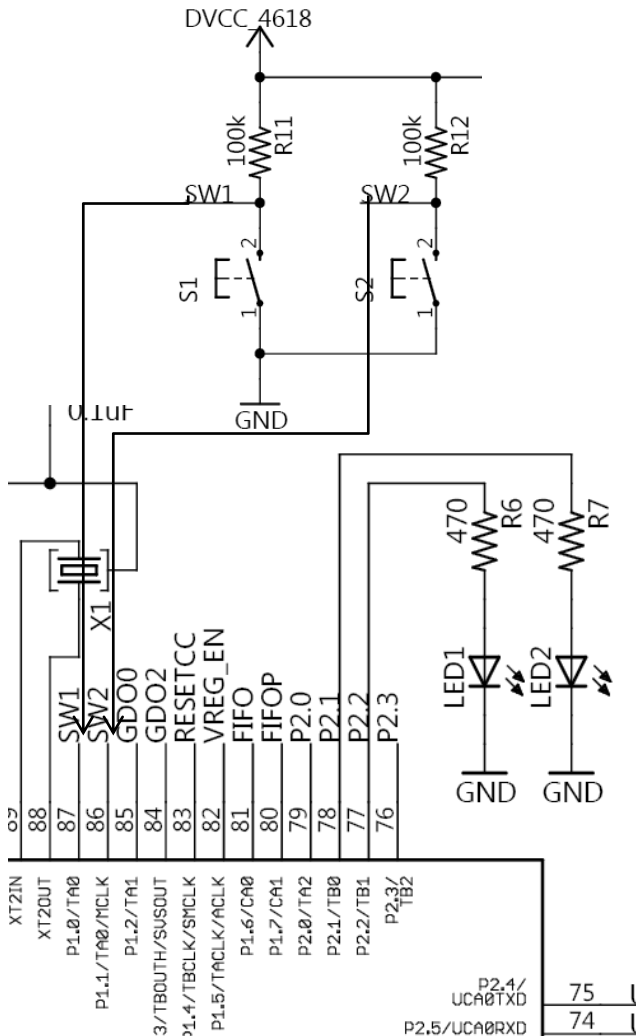 DVCC_4618
100k
R11
100k
R12
SW1
SW2
2
S1
1
2
S2
1
GND
0.1uF
470
R6
470
R7
X1
LED1
LED2
GND
GND
SW1
SW2
GDO0
GDO2
RESETCC
VREG_EN
FIFO
FIFOP
P2.0
P2.1
P2.2
P2.3
89
88
87
86
85
84
83
82
81
80
79
78
77
76
XT2IN
XT2OUT
P1.0/TA0
P1.1/TA0/MCLK
P1.2/TA1
3/TBOUTH/SVSOUT
P1.4/TBCLK/SMCLK
P1.5/TACLK/ACLK
P1.6/CA0
P1.7/CA1
P2.0/TA2
P2.1/TB0
P2.2/TB1
P2.3/
TB2
P2.4/
UCA0TXD
75
P2.5/UCA0RXD
74